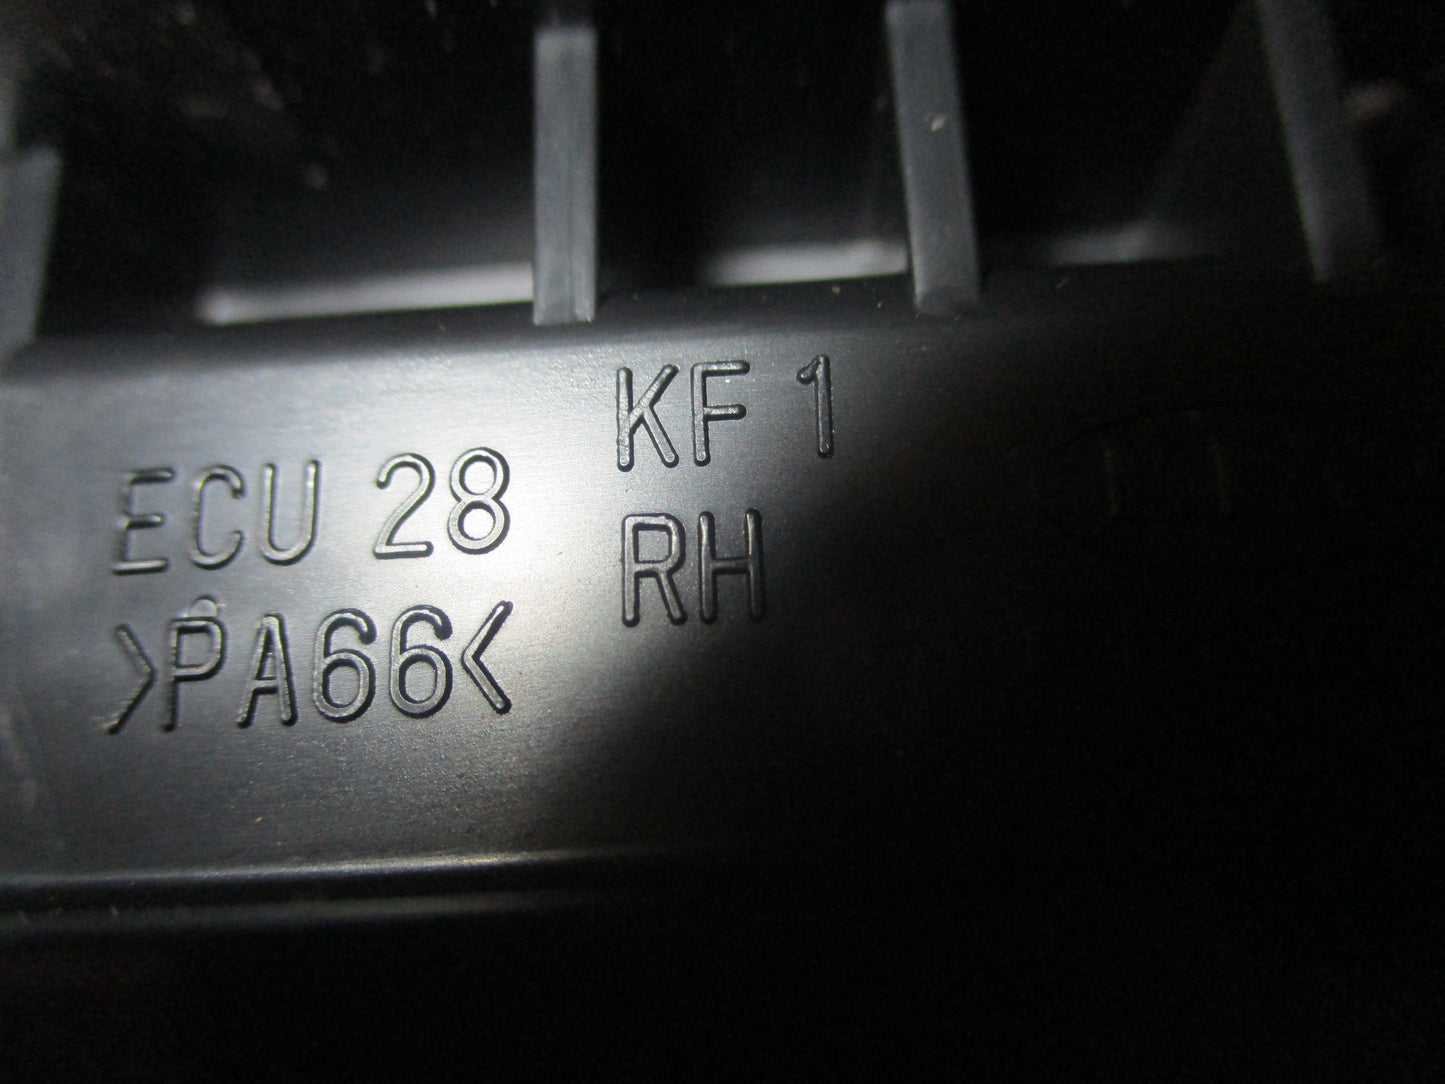 KF 1
ECU 28
RH
>PA66<